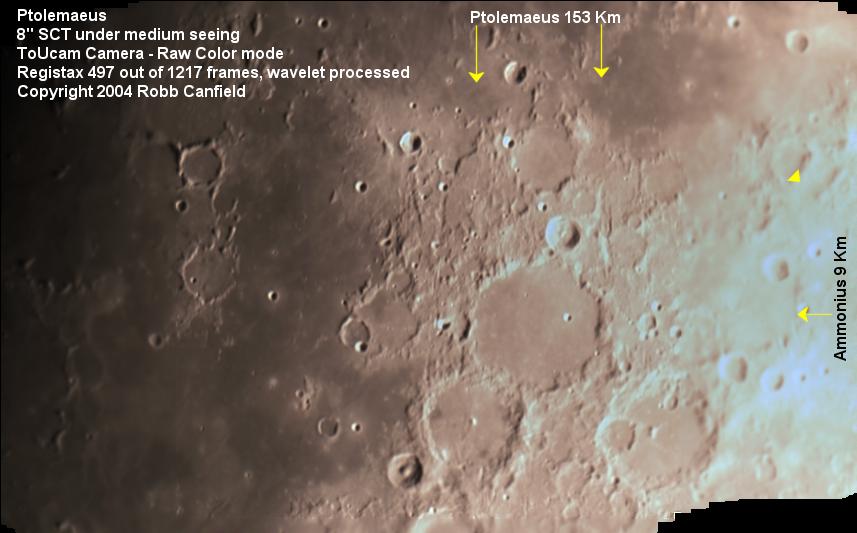 Ptolemaeus
8" SCT under medium seeing
ToUcam Camera - Raw Color mode
Registax 497 out of 1217 frames, wavelet processed
Copyright 2004 Robb Canfield
Ptolemaeus 153 Km
Ammonius 9 Km